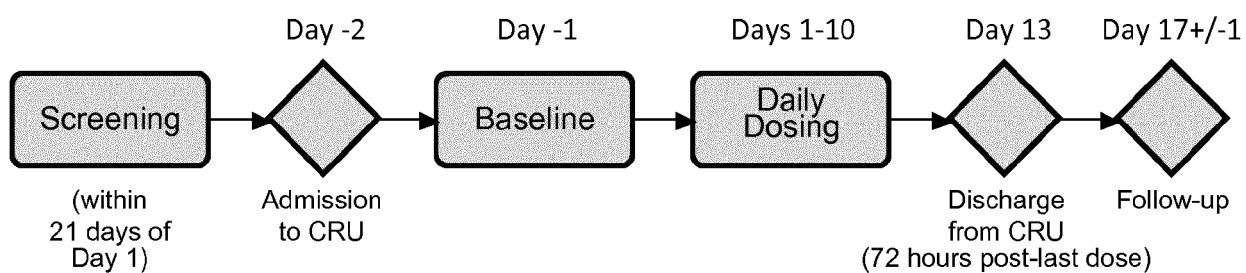 Day -2
Day -1
Days 1-10
Day 13
Day 17+/-1
Screening
Baseline
Daily
Dosing
(within
21 days of
Day 1)
Admission
to CRU
Discharge
from CRU
(72 hours post-last dose)
Follow-up